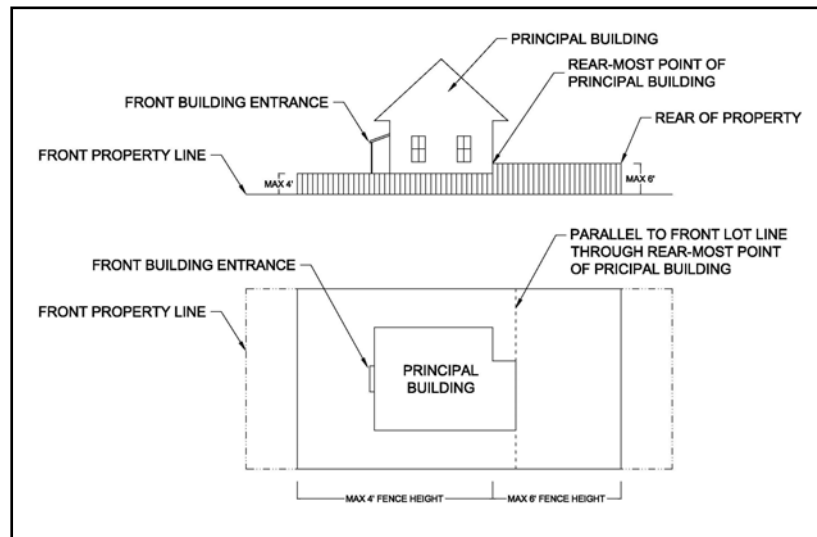 PRINCIPAL BUILDING
REAR-MOST POINT OF
PRINCIPAL BUILDING
FRONT BUILDING ENTRANCE
REAR OF PROPERTY
FRONT PROPERTY LINE
MAX 4'
MAX 6'
PARALLEL TO FRONT LOT LINE
THROUGH REAR-MOST POINT
OF PRICIPAL BUILDING
FRONT BUILDING ENTRANCE
FRONT PROPERTY LINE
PRINCIPAL
BUILDING
MAX 4' FENCE HEIGHT
MAX 6' FENCE HEIGHT